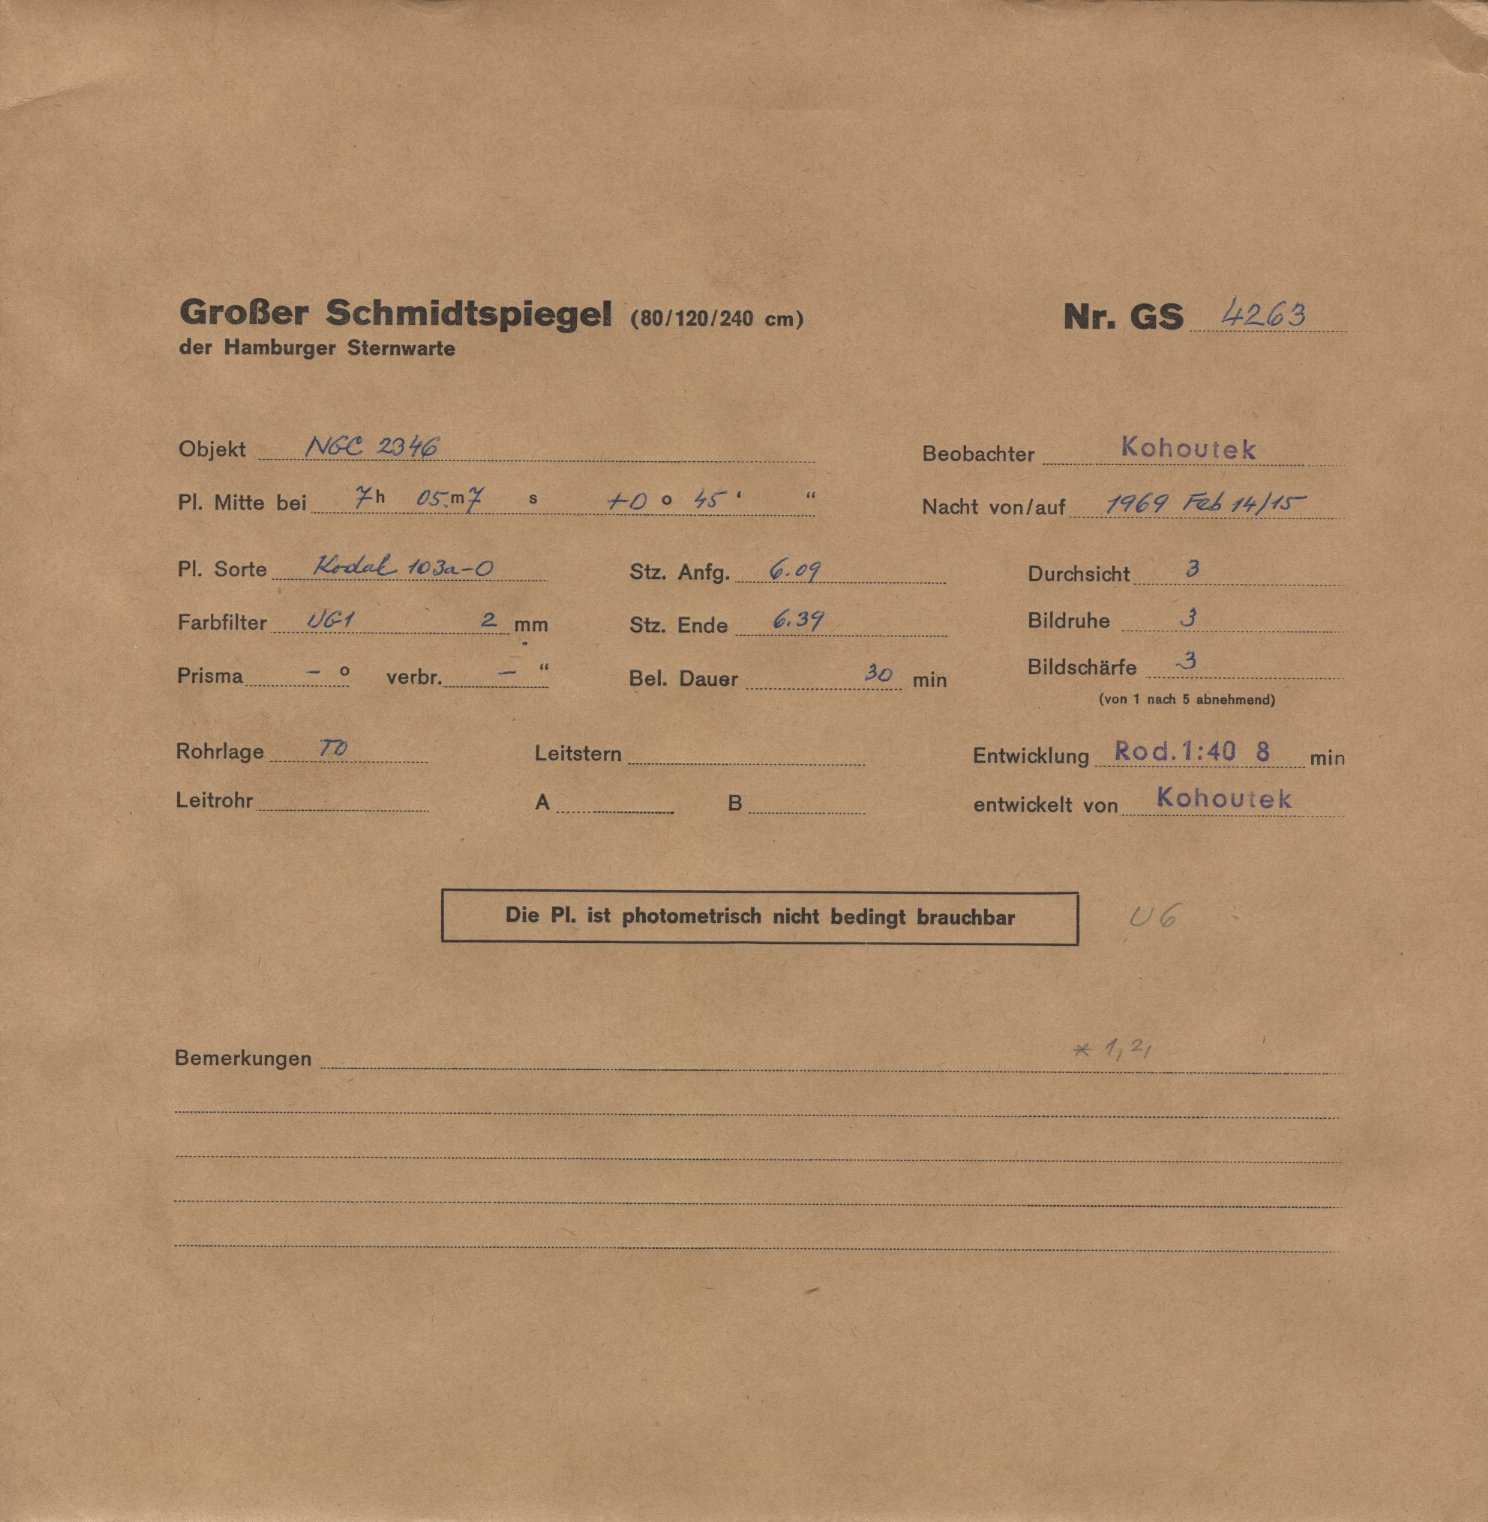 Großer Schmidtspiegel (80/120/240 cm) Nr. GS 4263
der Hamburger Sternwarte
Objekt NGC 2346 Beobachter Kohoutek
Pl. Mitte bei 7h 05.m7 s +0 o 45 ‘ “ Nacht von/auf 1969 Feb 14/15
Pl. Sorte Kodak 103a-O Stz. Anfg. 6.09 Durchsicht 3
Farbfilter UG1 2 mm Stz. Ende 6.39 Bildruhe 3
Prisma – o verbr. – “ Bel. Dauer 30 min Bildschärfe 3
(von 1 nach 5 abnehmend)
Rohrlage TO Leitstern Entwicklung Rod.1:40 8 min
Leitrohr A B entwickelt von Kohoutek
Die Pl. ist photometrisch nicht bedingt brauchbar U6
Bemerkungen * 1, 2,